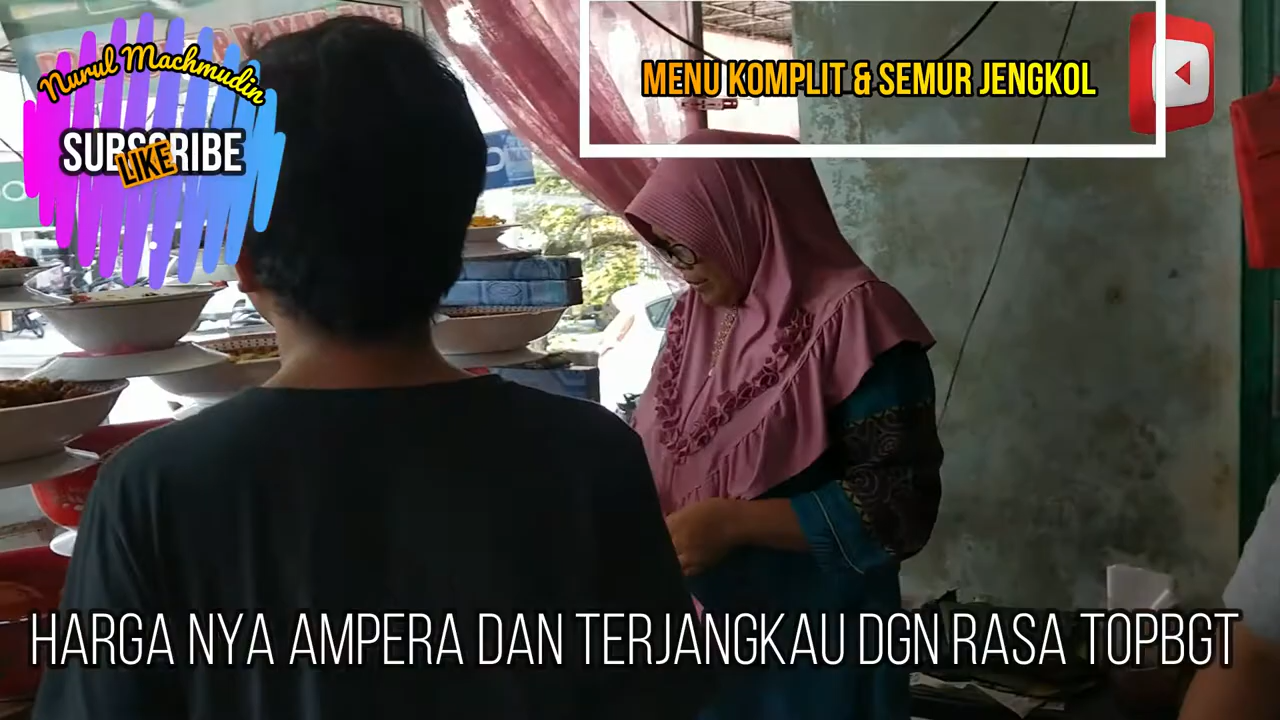 Nurul Machmudin
SUBSCRIBE
LIKE
MENU KOMPLIT & SEMUR JENGKOL
HARGA NYA AMPERA DAN TERJANGKAU DGN RASA TOPBGT